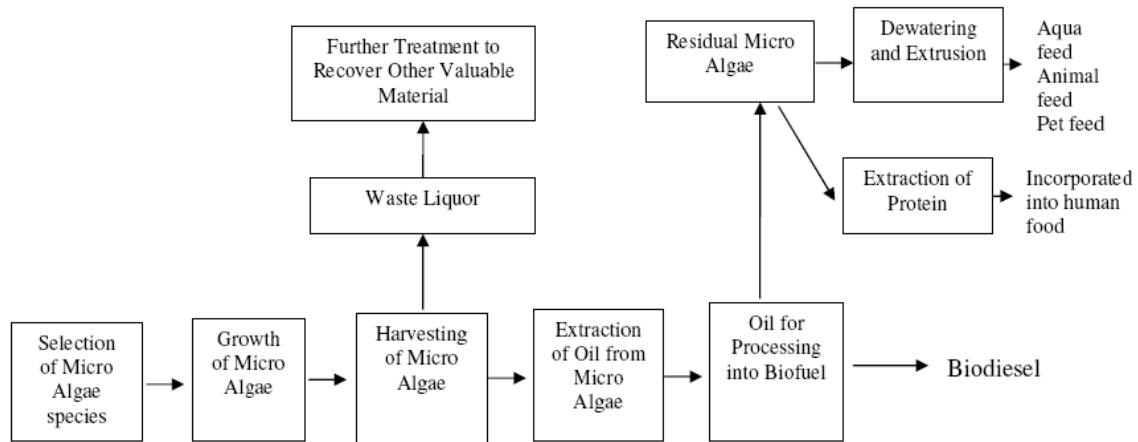 Further Treatment to
Recover Other Valuable
Material
Waste Liquor
Residual Micro
Algae
Dewatering
and Extrusion
Aqua
feed
Animal
feed
Pet feed
Extraction of
Protein
Incorporated
into human
food
Selection
of Micro
Algae
species
Growth
of Micro
Algae
Harvesting
of Micro
Algae
Extraction
of Oil from
Micro
Algae
Oil for
Processing
into Biofuel
Biodiesel